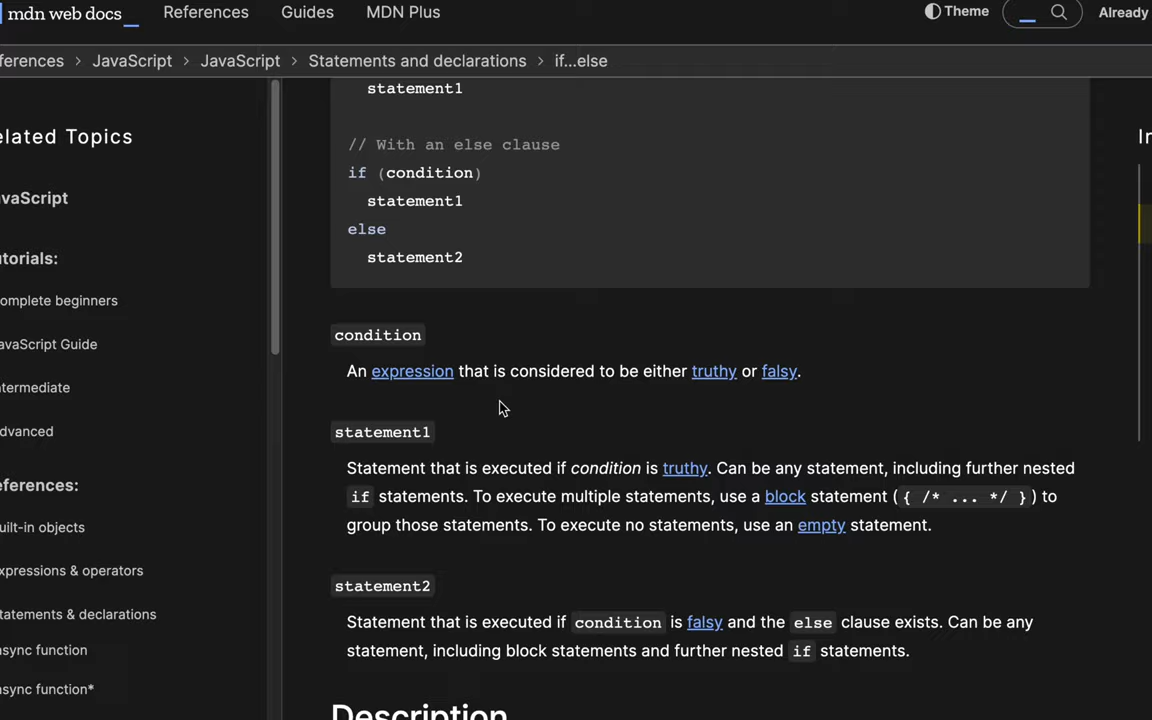 mdn web docs References Guides MDN Plus Theme Already
ferences > JavaScript > JavaScript > Statements and declarations > if...else
elated Topics
avaScript
utorials:
omplete beginners
avaScript Guide
ntermediate
dvanced
eferences:
uilt-in objects
xpressions & operators
tatements & declarations
sync function
sync function*
statement1
// With an else clause
if (condition)
statement1
else
statement2
condition
An expression that is considered to be either truthy or falsy.
statement1
Statement that is executed if condition is truthy. Can be any statement, including further nested
if statements. To execute multiple statements, use a block statement ({ /* ... */ }) to
group those statements. To execute no statements, use an empty statement.
statement2
Statement that is executed if condition is falsy and the else clause exists. Can be any
statement, including block statements and further nested if statements.
Description
In